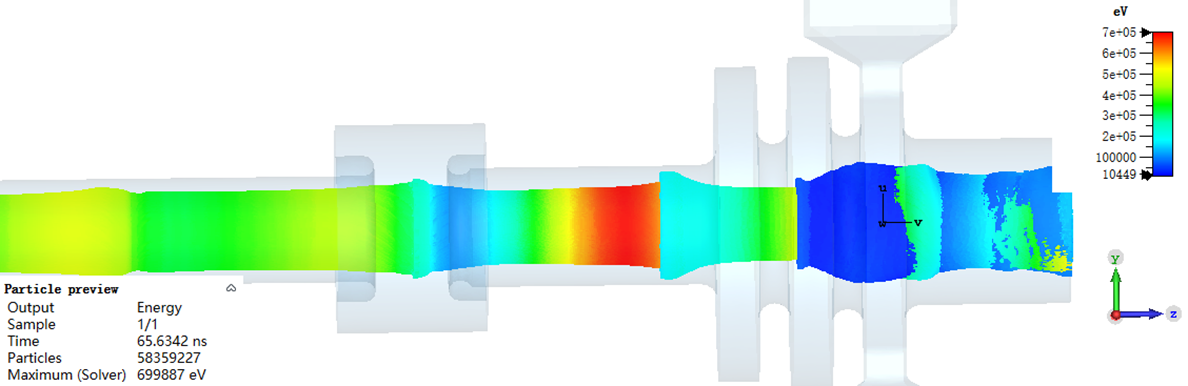 eV
7e+05
6e+05
5e+05
4e+05
3e+05
2e+05
100000
10449
u
w v
Particle preview
Output Energy
Sample 1/1
Time 65.6342 ns
Particles 58359227
Maximum (Solver) 699887 eV
y
z